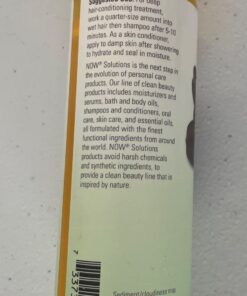 Suggested Use: For deep
hair-conditioning treatment,
work a quarter-size amount into
wet hair then shampoo after 5-10
minutes. As a skin conditioner,
apply to damp skin after showering
to hydrate and seal in moisture.
NOW® Solutions is the next step in
the evolution of personal care
products. Our line of clean beauty
products includes moisturizers and
serums, bath and body oils,
shampoos and conditioners, oral
care, skin care, and essential oils,
all formulated with the finest
functional ingredients from around
the world. NOW® Solutions
products avoid harsh chemicals
and synthetic ingredients, to
provide a clean beauty line that is
inspired by nature.
7
Sediment/cloudiness may